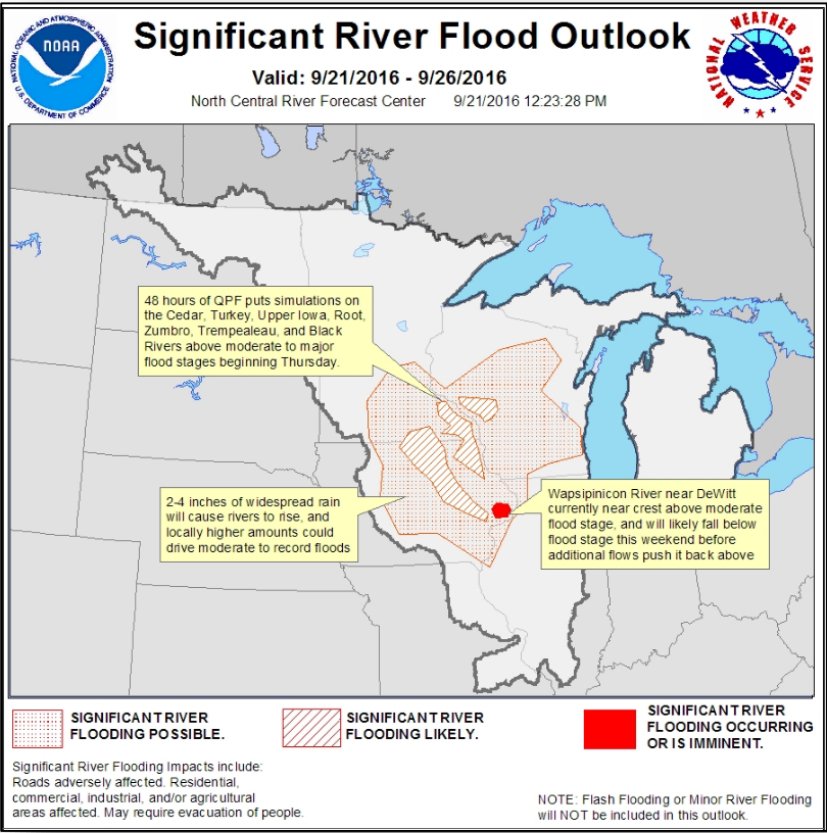 NATIONAL OCEANIC AND ATMOSPHERIC ADMINISTRATION
NOAA
U.S. DEPARTMENT OF COMMERCE
Significant River Flood Outlook
Valid: 9/21/2016 - 9/26/2016
North Central River Forecast Center 9/21/2016 12:23:28 PM
NATIONAL WEATHER SERVICE
48 hours of QPF puts simulations on
the Cedar, Turkey, Upper Iowa, Root,
Zumbro, Trempealeau, and Black
Rivers above moderate to major
flood stages beginning Thursday.
2-4 inches of widespread rain
will cause rivers to rise, and
locally higher amounts could
drive moderate to record floods
Wapsipinicon River near DeWitt
currently near crest above moderate
flood stage, and will likely fall below
flood stage this weekend before
additional flows push it back above
SIGNIFICANT RIVER
FLOODING POSSIBLE.
SIGNIFICANT RIVER
FLOODING LIKELY.
SIGNIFICANT RIVER
FLOODING OCCURRING
OR IS IMMINENT.
Significant River Flooding Impacts include:
Roads adversely affected. Residential,
commercial, industrial, and/or agricultural
areas affected. May require evacuation of people.
NOTE: Flash Flooding or Minor River Flooding
will NOT be included in this outlook.